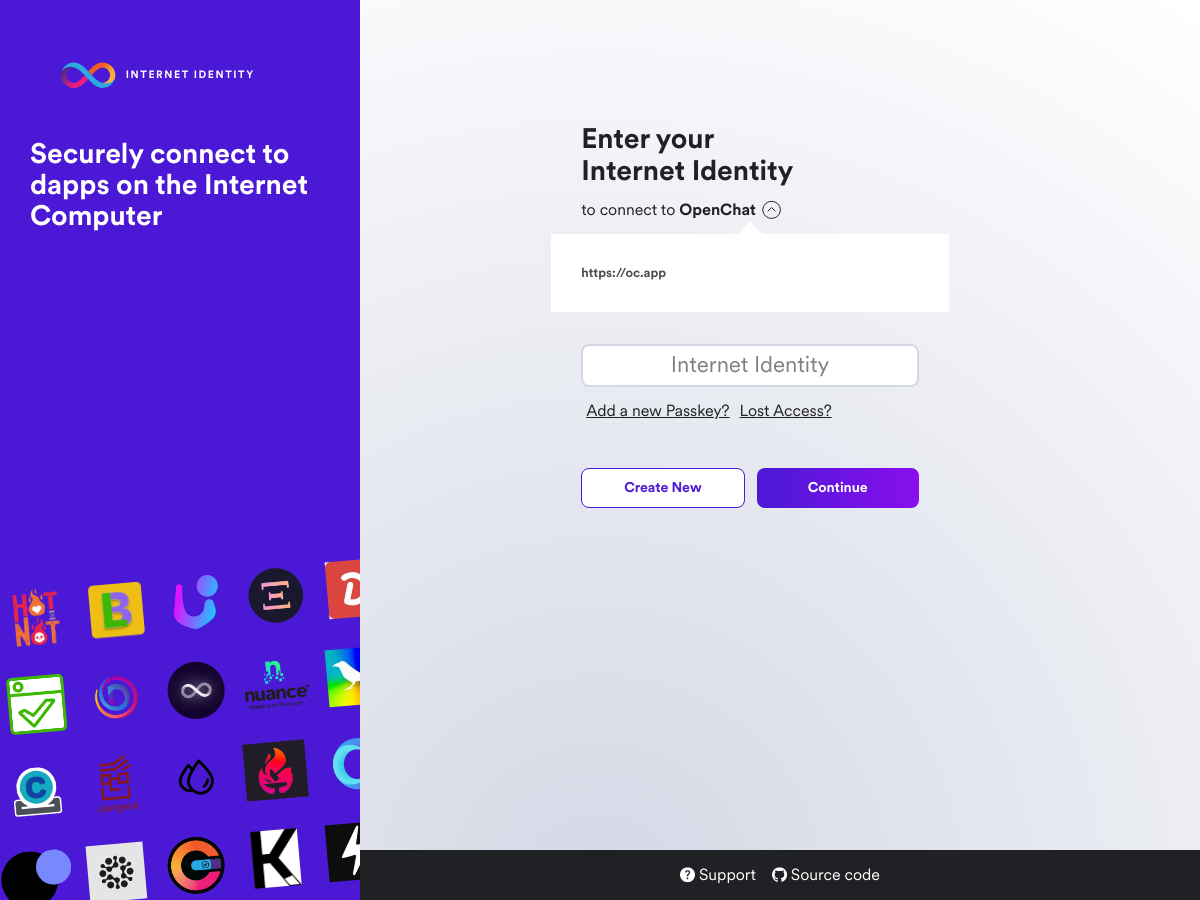 INTERNET IDENTITY
Securely connect to
dapps on the Internet
Computer
Enter your
Internet Identity
to connect to OpenChat
https://oc.app
Internet Identity
Add a new Passkey? Lost Access?
Create New Continue
HOT
NOT
B
nuance
C
K
Support Source code